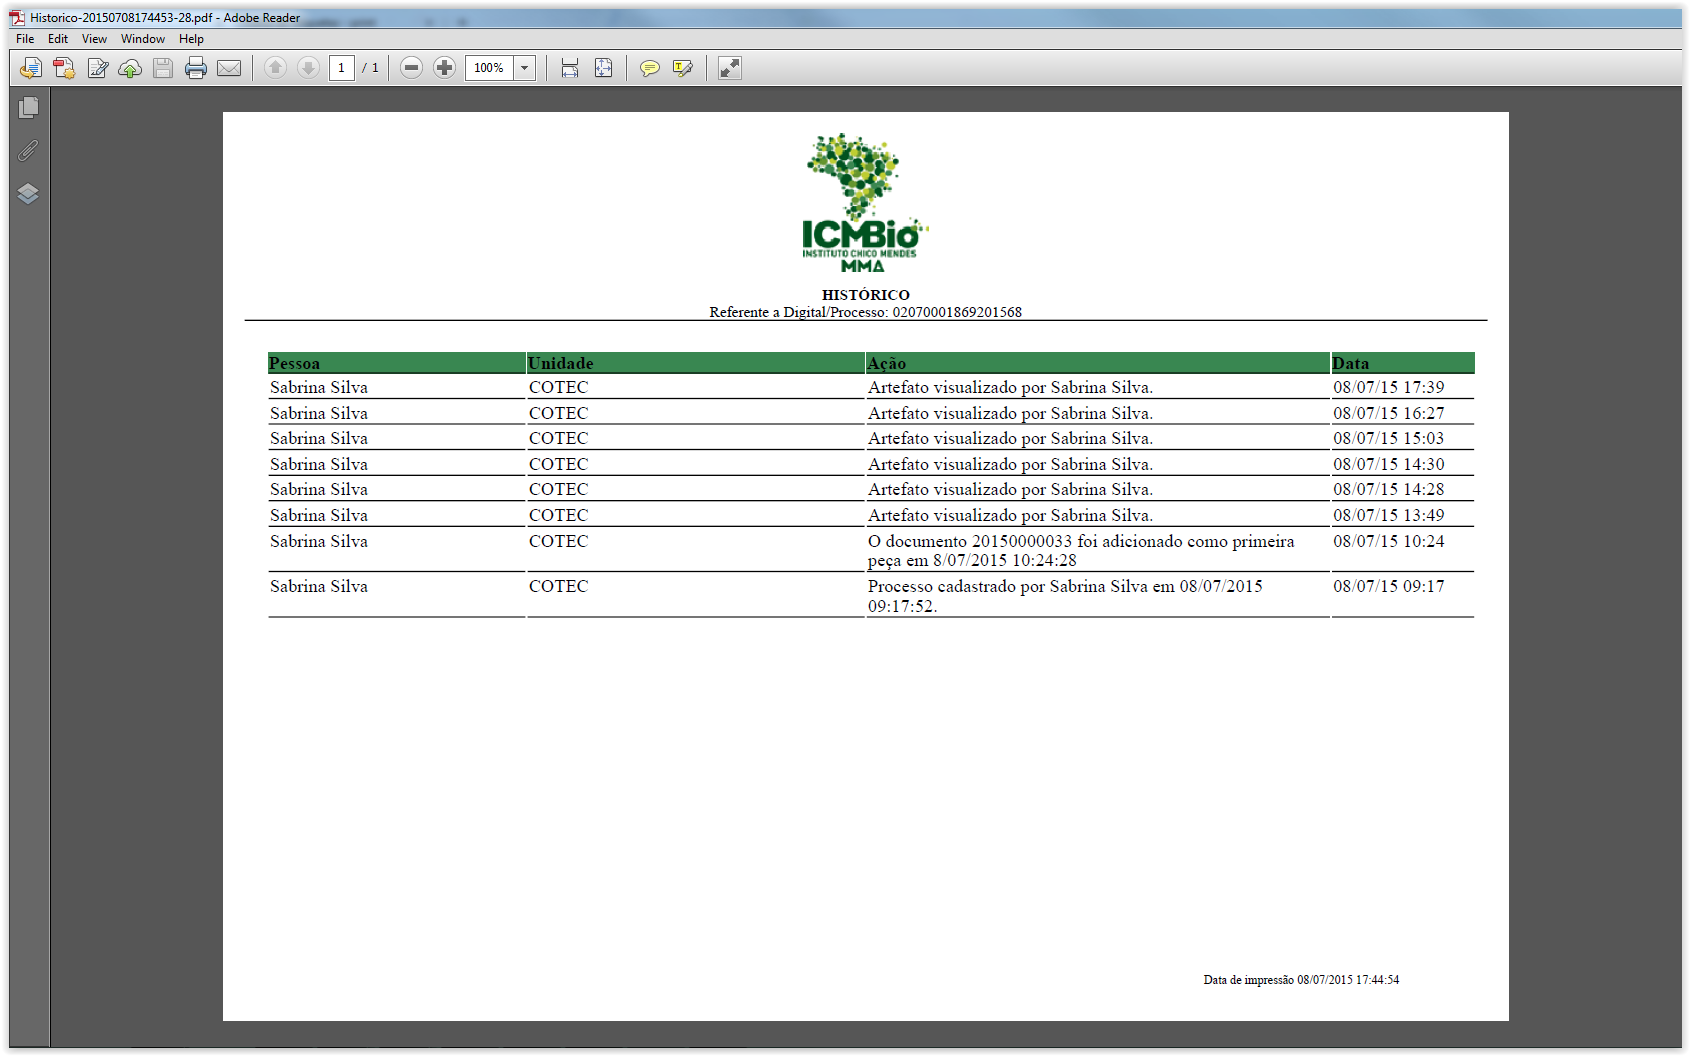 Historico-20150708174453-28.pdf - Adobe Reader
File Edit View Window Help
1 / 1 100%
ICMBio
INSTITUTO CHICO MENDES
MMA
HISTÓRICO
Referente a Digital/Processo: 02070001869201568
Pessoa Unidade Ação Data
Sabrina Silva COTEC Artefato visualizado por Sabrina Silva. 08/07/15 17:39
Sabrina Silva COTEC Artefato visualizado por Sabrina Silva. 08/07/15 16:27
Sabrina Silva COTEC Artefato visualizado por Sabrina Silva. 08/07/15 15:03
Sabrina Silva COTEC Artefato visualizado por Sabrina Silva. 08/07/15 14:30
Sabrina Silva COTEC Artefato visualizado por Sabrina Silva. 08/07/15 14:28
Sabrina Silva COTEC Artefato visualizado por Sabrina Silva. 08/07/15 13:49
Sabrina Silva COTEC O documento 20150000033 foi adicionado como primeira 08/07/15 10:24
peça em 8/07/2015 10:24:28
Sabrina Silva COTEC Processo cadastrado por Sabrina Silva em 08/07/2015 08/07/15 09:17
09:17:52.
Data de impressão 08/07/2015 17:44:54